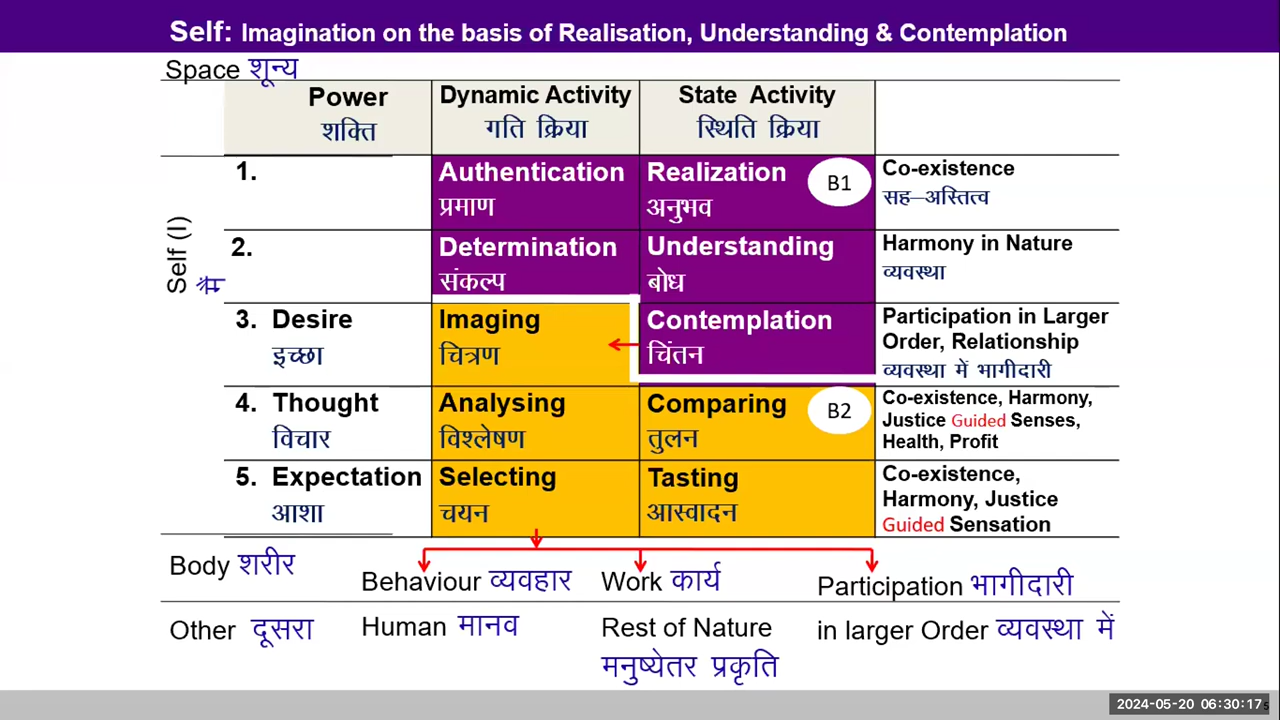 Self: Imagination on the basis of Realisation, Understanding & Contemplation
Space शून्य
Power
शक्ति
Dynamic Activity
गति क्रिया
State Activity
स्थिति क्रिया
Self (I)
मैं
1.
Authentication
प्रमाण
Realization
अनुभव
B1
Co-existence
सह–अस्तित्व
2.
Determination
संकल्प
Understanding
बोध
Harmony in Nature
व्यवस्था
3. Desire
इच्छा
Imaging
चित्रण
Contemplation
चिंतन
Participation in Larger
Order, Relationship
व्यवस्था में भागीदारी
4. Thought
विचार
Analysing
विश्लेषण
Comparing
तुलन
B2
Co-existence, Harmony,
Justice Guided Senses,
Health, Profit
5. Expectation
आशा
Selecting
चयन
Tasting
आस्वादन
Co-existence,
Harmony, Justice
Guided Sensation
Body शरीर
Behaviour व्यवहार
Work कार्य
Participation भागीदारी
Other दूसरा
Human मानव
Rest of Nature
मनुष्येतर प्रकृति
in larger Order व्यवस्था में
2024-05-20 06:30:17